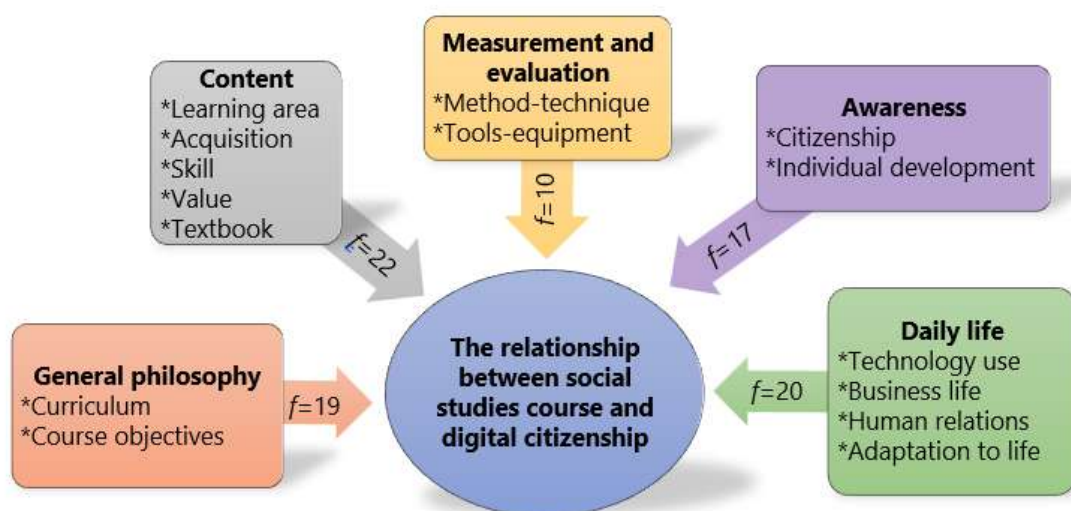 Content
*Learning area
*Acquisition
*Skill
*Value
*Textbook
f=22
Measurement and
evaluation
*Method-technique
*Tools-equipment
f=10
Awareness
*Citizenship
*Individual development
f=17
General philosophy
*Curriculum
*Course objectives
f=19
The relationship
between social
studies course and
digital citizenship
Daily life
*Technology use
*Business life
*Human relations
*Adaptation to life
f=20